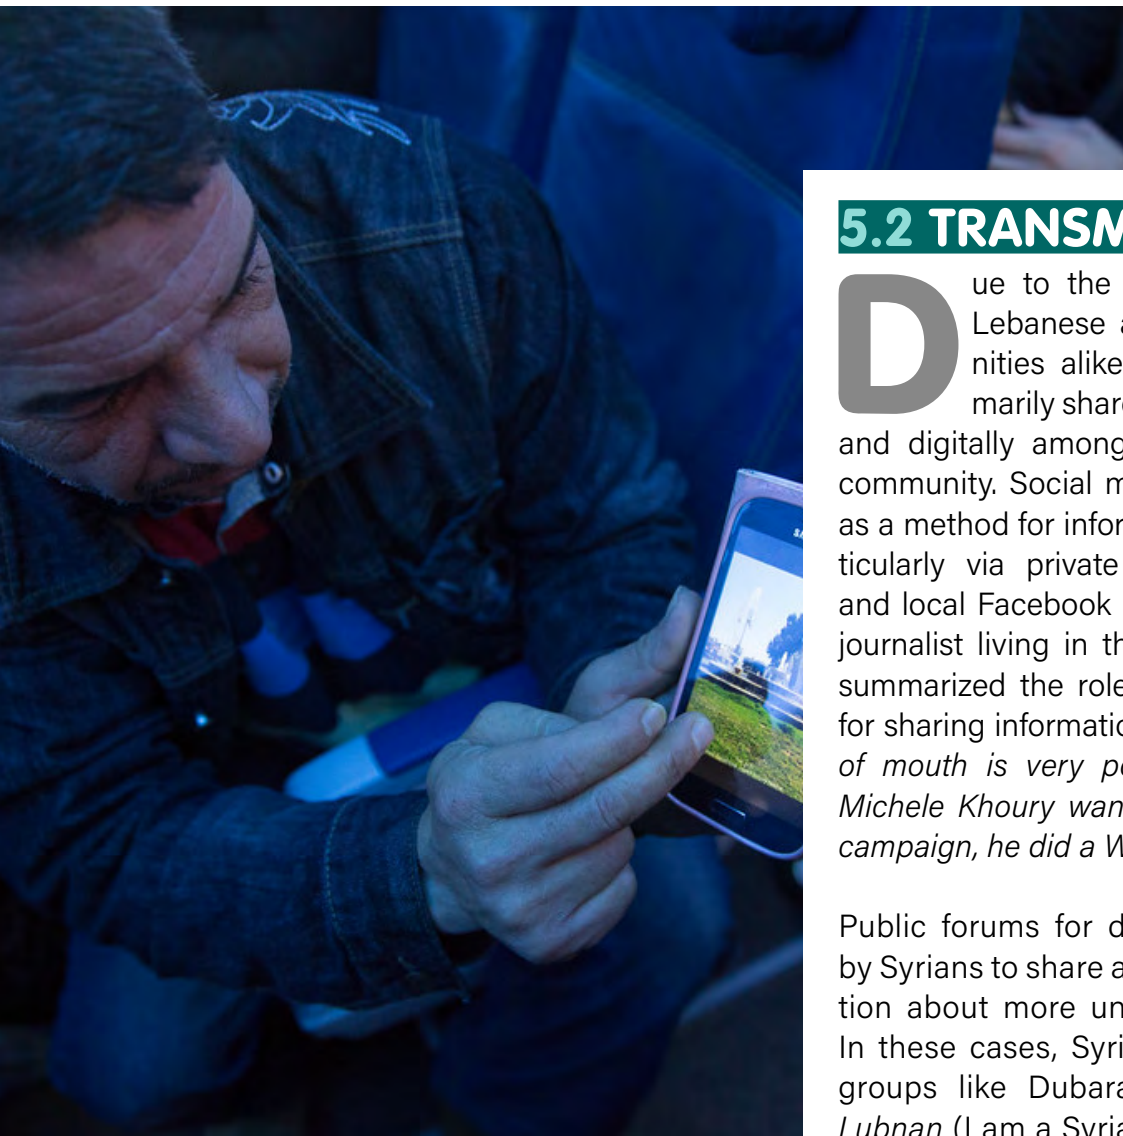 5.2 TRANSM
Due to the
Lebanese a
nities alike
marily share
and digitally among
community. Social m
as a method for infor
ticularly via private
and local Facebook
journalist living in th
summarized the role
for sharing informatio
of mouth is very po
Michele Khoury wan
campaign, he did a W
Public forums for d
by Syrians to share a
tion about more un
In these cases, Syri
groups like Dubara
Lubnan (I am a Syria